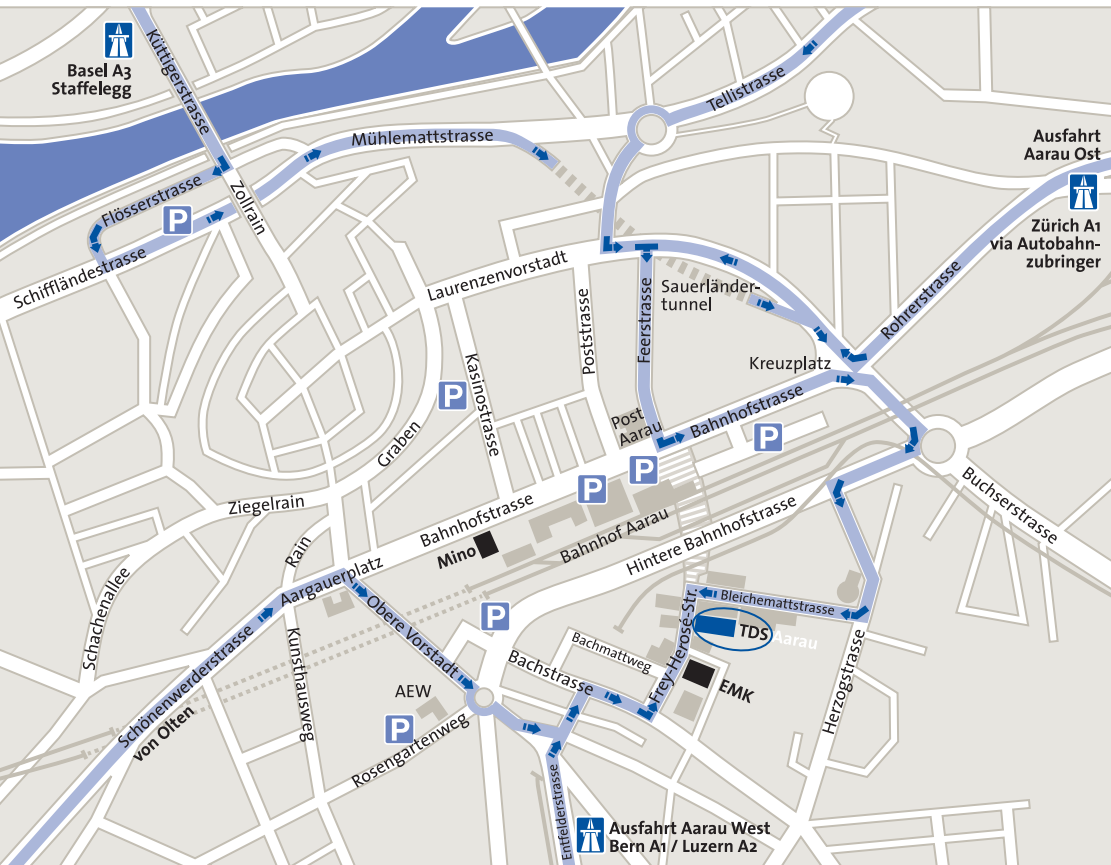 Basel A3
Staffelegg
Küttigerstrasse
Tellistrasse
Mühlemattstrasse
Ausfahrt
Aarau Ost
Zürich A1
via Autobahn-
zubringer
Flösserstrasse
P
Zollrain
Schiffländestrasse
Laurenzenvorstadt
Sauerländer-
tunnel
Rohrerstrasse
Poststrasse
Feerstrasse
Kreuzplatz
Kasinostrasse
P
Graben
Post
Aarau
Bahnhofstrasse
P
P
P
Ziegelrain
Bahnhofstrasse
Buchserstrasse
Mino
Bahnhof Aarau
Hintere Bahnhofstrasse
Rain
Aargauerplatz
Schachenallee
Obere Vorstadt
P
Bleichemattstrasse
TDS
Aarau
Kunsthausweg
Bachmattweg
Frey-Herosé-Str.
Bachstrasse
EMK
Herzogstrasse
Schönenwerderstrasse
von Olten
AEW
P
Rosengartenweg
Entfelderstrasse
Ausfahrt Aarau West
Bern A1 / Luzern A2